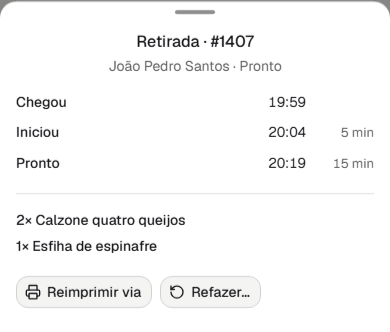 Retirada · #1407
João Pedro Santos · Pronto
Chegou 19:59
Iniciou 20:04 5 min
Pronto 20:19 15 min
2× Calzone quatro queijos
1× Esfiha de espinafre
Reimprimir via Refazer…